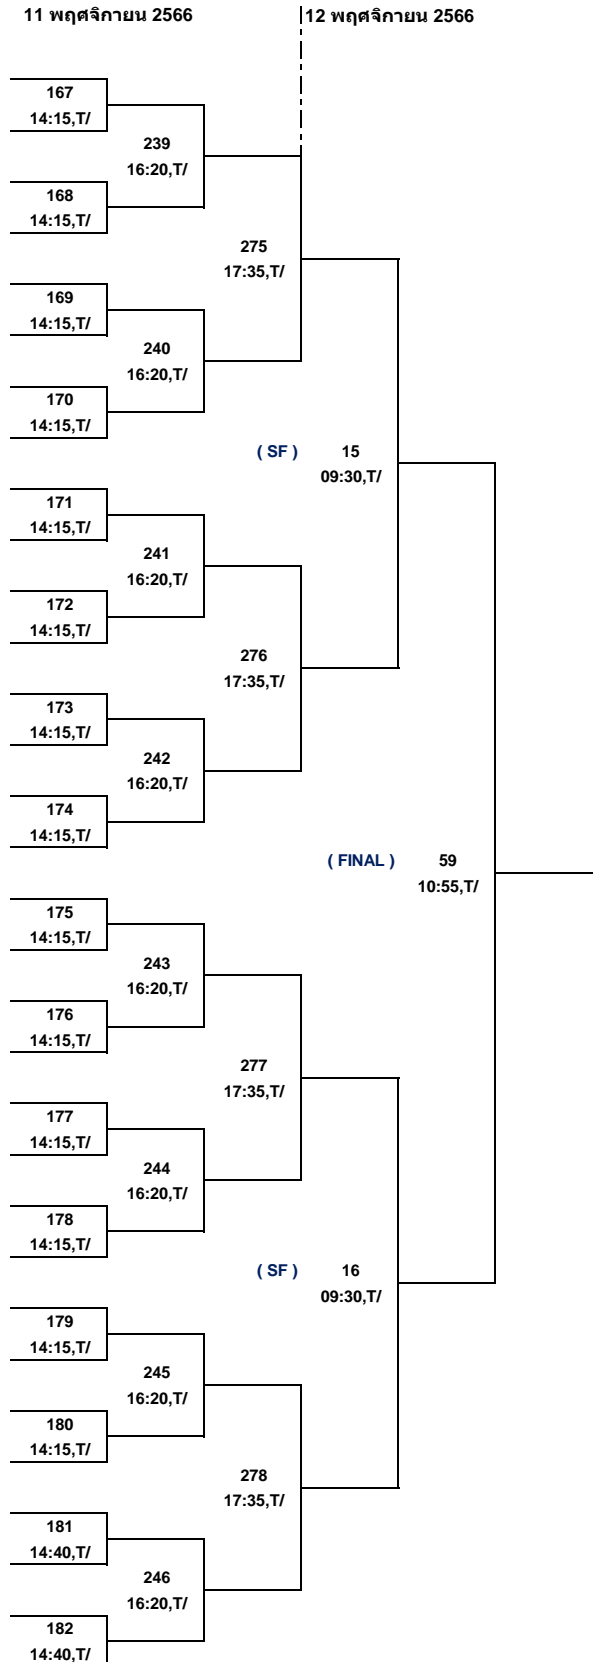 11 พฤศจิกายน 2566
12 พฤศจิกายน 2566
167
14:15,T/
239
16:20,T/
168
14:15,T/
275
17:35,T/
169
14:15,T/
240
16:20,T/
170
14:15,T/
( SF ) 15
09:30,T/
171
14:15,T/
241
16:20,T/
172
14:15,T/
276
17:35,T/
173
14:15,T/
242
16:20,T/
174
14:15,T/
( FINAL ) 59
10:55,T/
175
14:15,T/
243
16:20,T/
176
14:15,T/
277
17:35,T/
177
14:15,T/
244
16:20,T/
178
14:15,T/
( SF ) 16
09:30,T/
179
14:15,T/
245
16:20,T/
180
14:15,T/
278
17:35,T/
181
14:40,T/
246
16:20,T/
182
14:40,T/